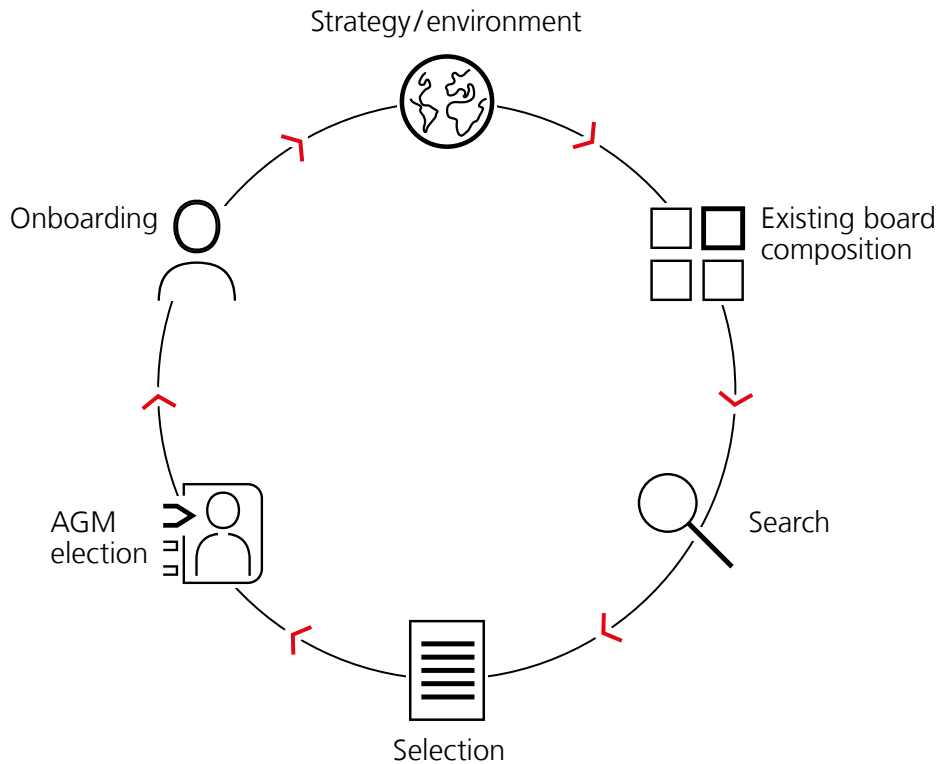 Strategy/environment
Onboarding
Existing board
composition
Search
AGM
election
Selection